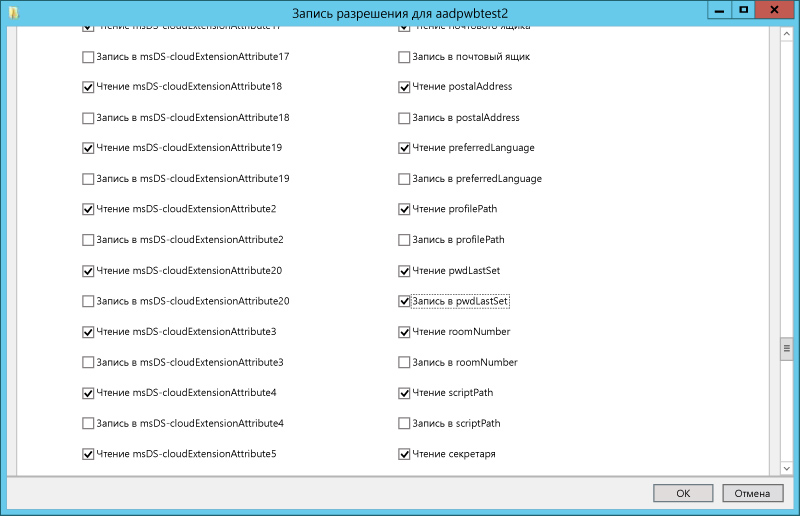 Запись разрешения для aadpwbtest2
Чтение msDS-cloudExtensionAttribute17
Чтение почтового ящика
Запись в msDS-cloudExtensionAttribute17
Запись в почтовый ящик
Чтение msDS-cloudExtensionAttribute18
Чтение postalAddress
Запись в msDS-cloudExtensionAttribute18
Запись в postalAddress
Чтение msDS-cloudExtensionAttribute19
Чтение preferredLanguage
Запись в msDS-cloudExtensionAttribute19
Запись в preferredLanguage
Чтение msDS-cloudExtensionAttribute2
Чтение profilePath
Запись в msDS-cloudExtensionAttribute2
Запись в profilePath
Чтение msDS-cloudExtensionAttribute20
Чтение pwdLastSet
Запись в msDS-cloudExtensionAttribute20
Запись в pwdLastSet
Чтение msDS-cloudExtensionAttribute3
Чтение roomNumber
Запись в msDS-cloudExtensionAttribute3
Запись в roomNumber
Чтение msDS-cloudExtensionAttribute4
Чтение scriptPath
Запись в msDS-cloudExtensionAttribute4
Запись в scriptPath
Чтение msDS-cloudExtensionAttribute5
Чтение секретаря
ОК
Отмена